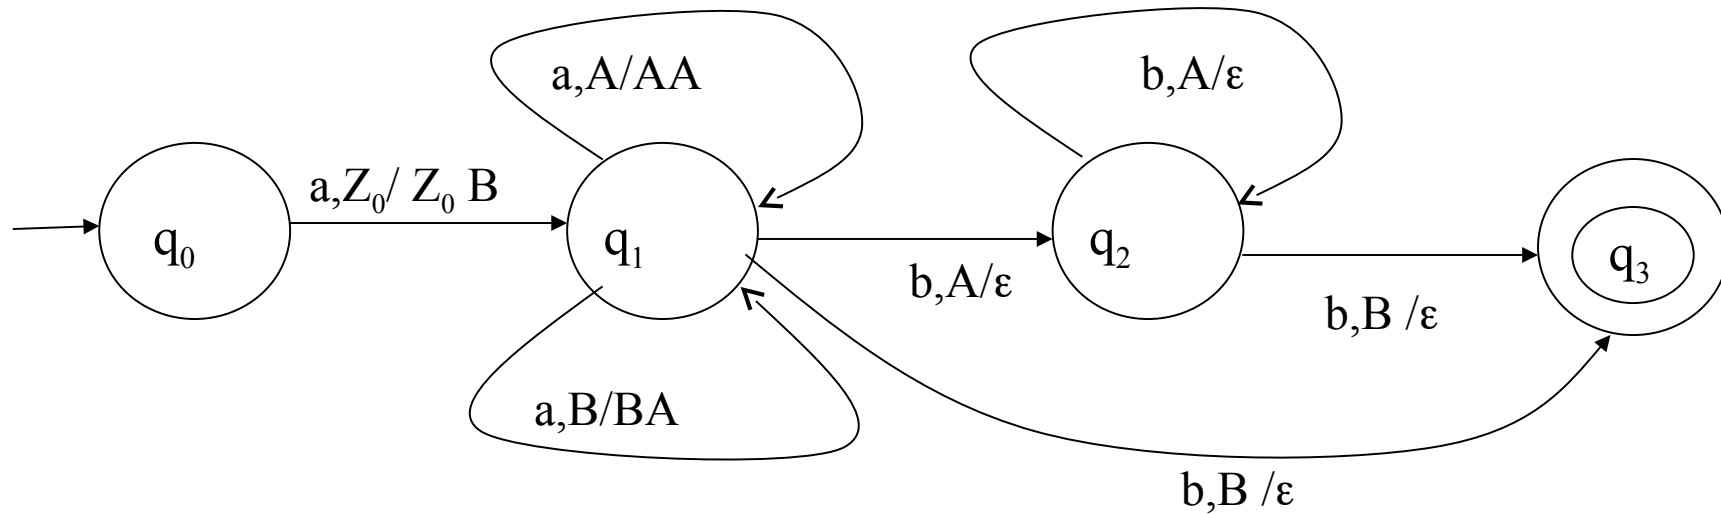 a,A/AA
b,A/ε
a,Z₀/ Z₀ B
q₀
q₁
q₂
q₃
b,A/ε
b,B /ε
a,B/BA
b,B /ε